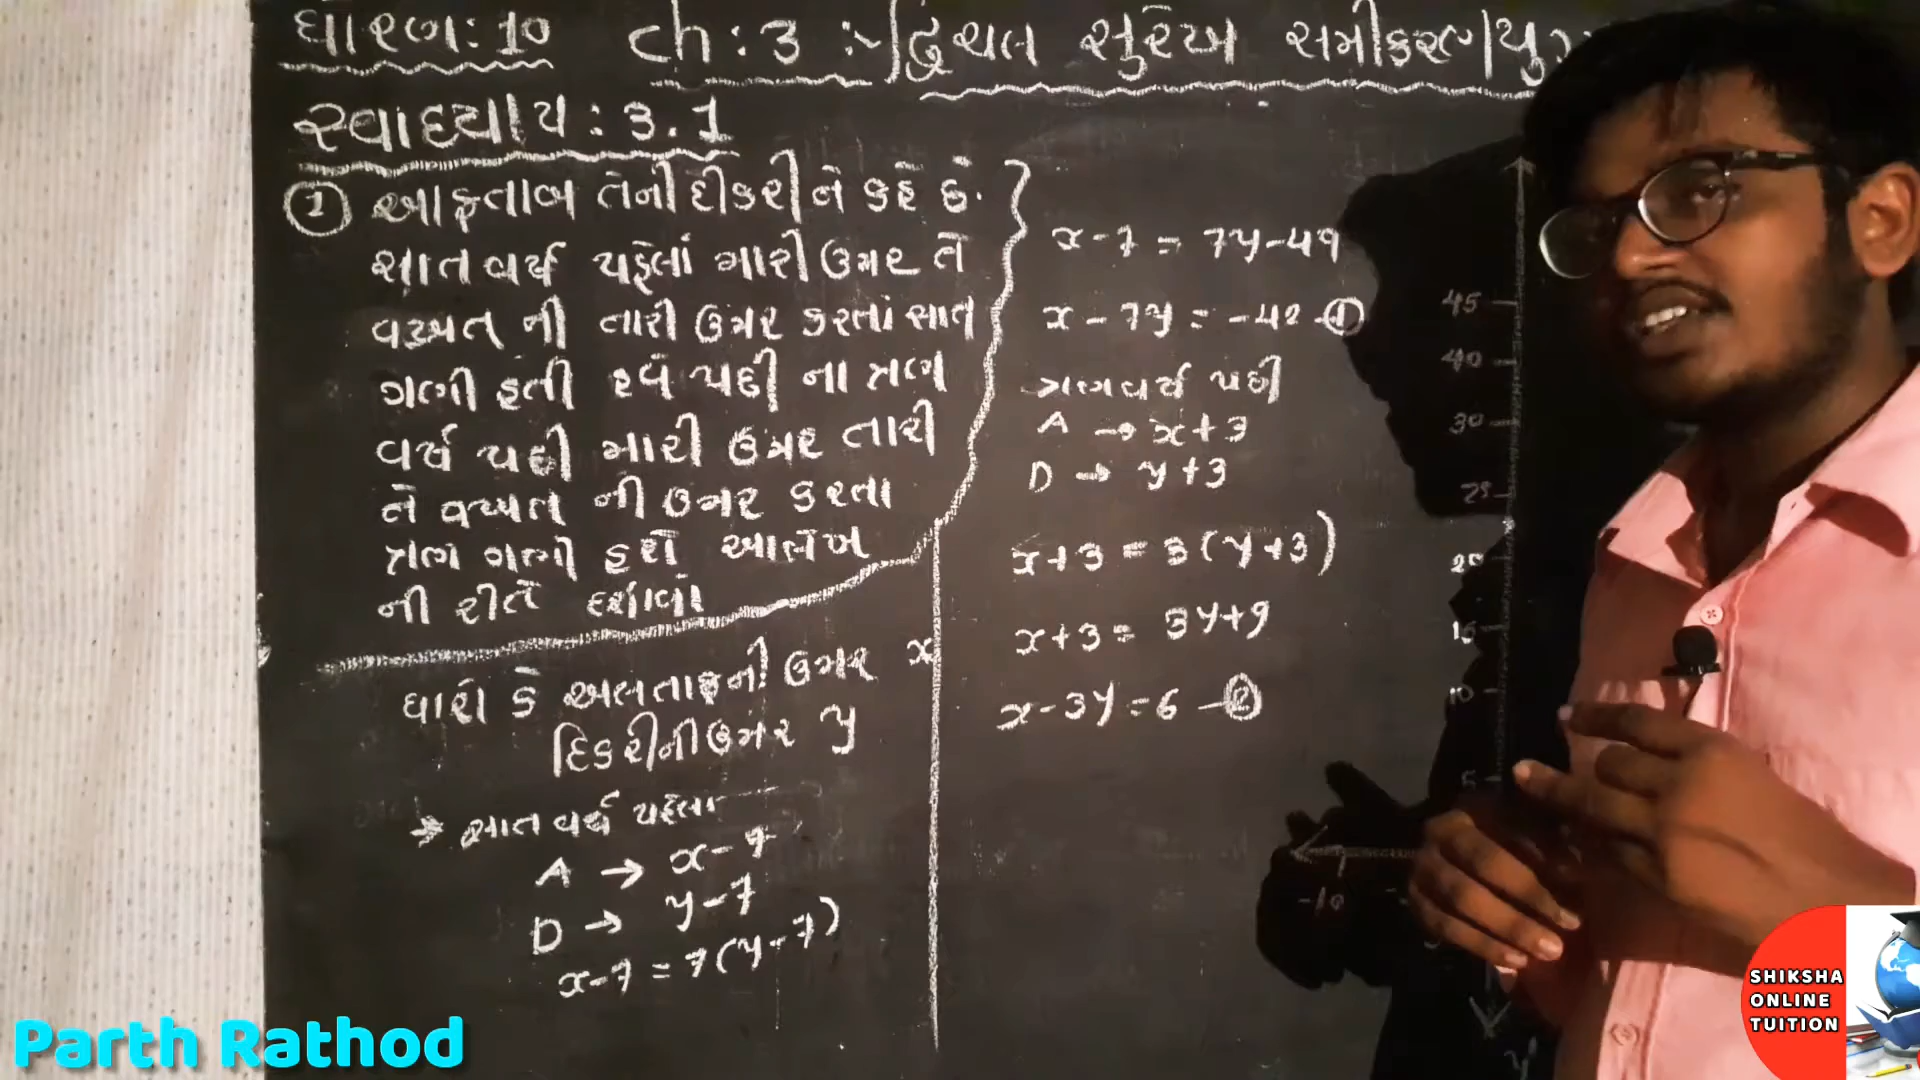 ધોરણ: 10 ch: 3 :~ દ્વિચલ સુરેખ સમીકરણયુ
સ્વાધ્યાય: 3.1
① આફતાબ તેની દીકરીને કહે છે.
સાત વર્ષ પહેલાં મારી ઉંમર તે
વખત ની તારી ઉંમર કરતાં સાત
ગણી હતી હવે પછી ના ત્રણ
વર્ષ પછી મારી ઉંમર તારી
તે વખત ની ઉંમર કરતા
ત્રણ ગણી હશે આલેખ
ની રીતે દર્શાવો
ધારો કે અલતાફની ઉંમર x
દિકરીની ઉંમર y
→ સાત વર્ષ પહેલા
A → x-7
D → y-7
x-7 = 7(y-7)
x-7 = 7y-49
x-7y = -42 -①
ત્રણ વર્ષ પછી
A → x+3
D → y+3
x+3 = 3(y+3)
x+3 = 3y+9
x-3y = 6 -②
45
40
30
25
20
15
10
5
-10
y'
Parth Rathod
SHIKSHA
ONLINE
TUITION